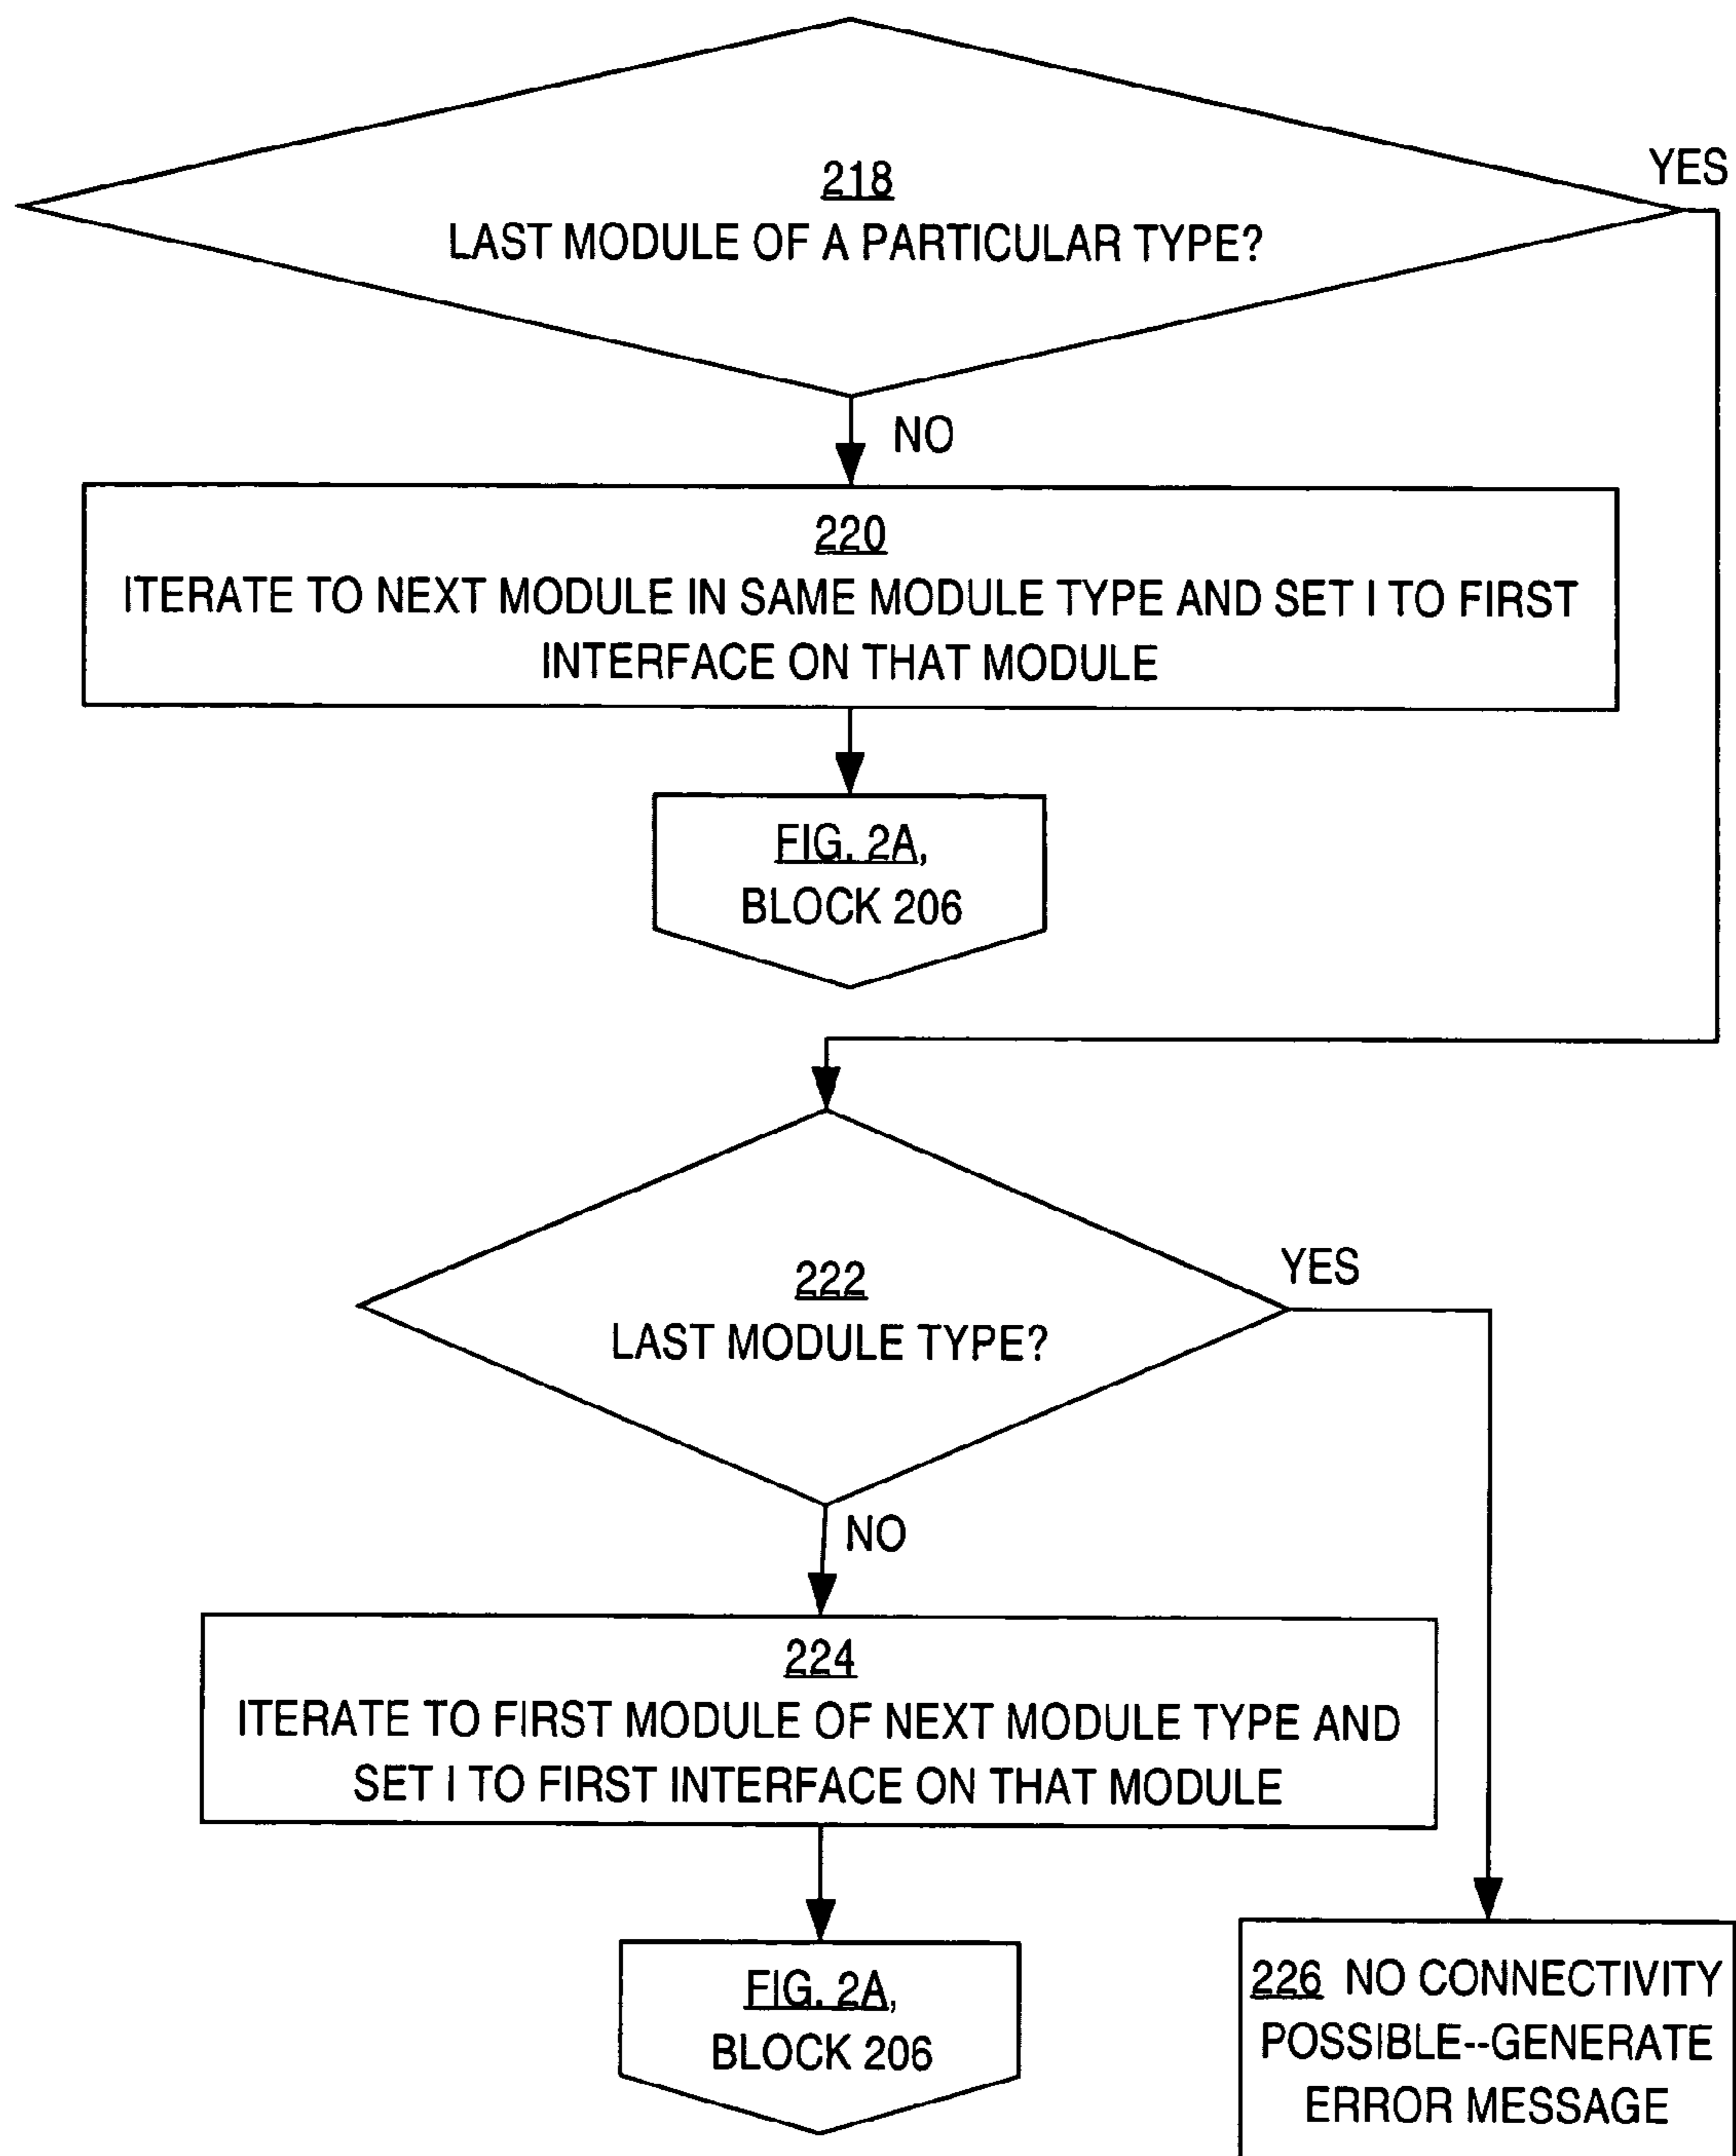 218
LAST MODULE OF A PARTICULAR TYPE?
YES
NO
220
ITERATE TO NEXT MODULE IN SAME MODULE TYPE AND SET I TO FIRST
INTERFACE ON THAT MODULE
FIG. 2A,
BLOCK 206
222
LAST MODULE TYPE?
YES
NO
224
ITERATE TO FIRST MODULE OF NEXT MODULE TYPE AND
SET I TO FIRST INTERFACE ON THAT MODULE
FIG. 2A,
BLOCK 206
226 NO CONNECTIVITY
POSSIBLE--GENERATE
ERROR MESSAGE